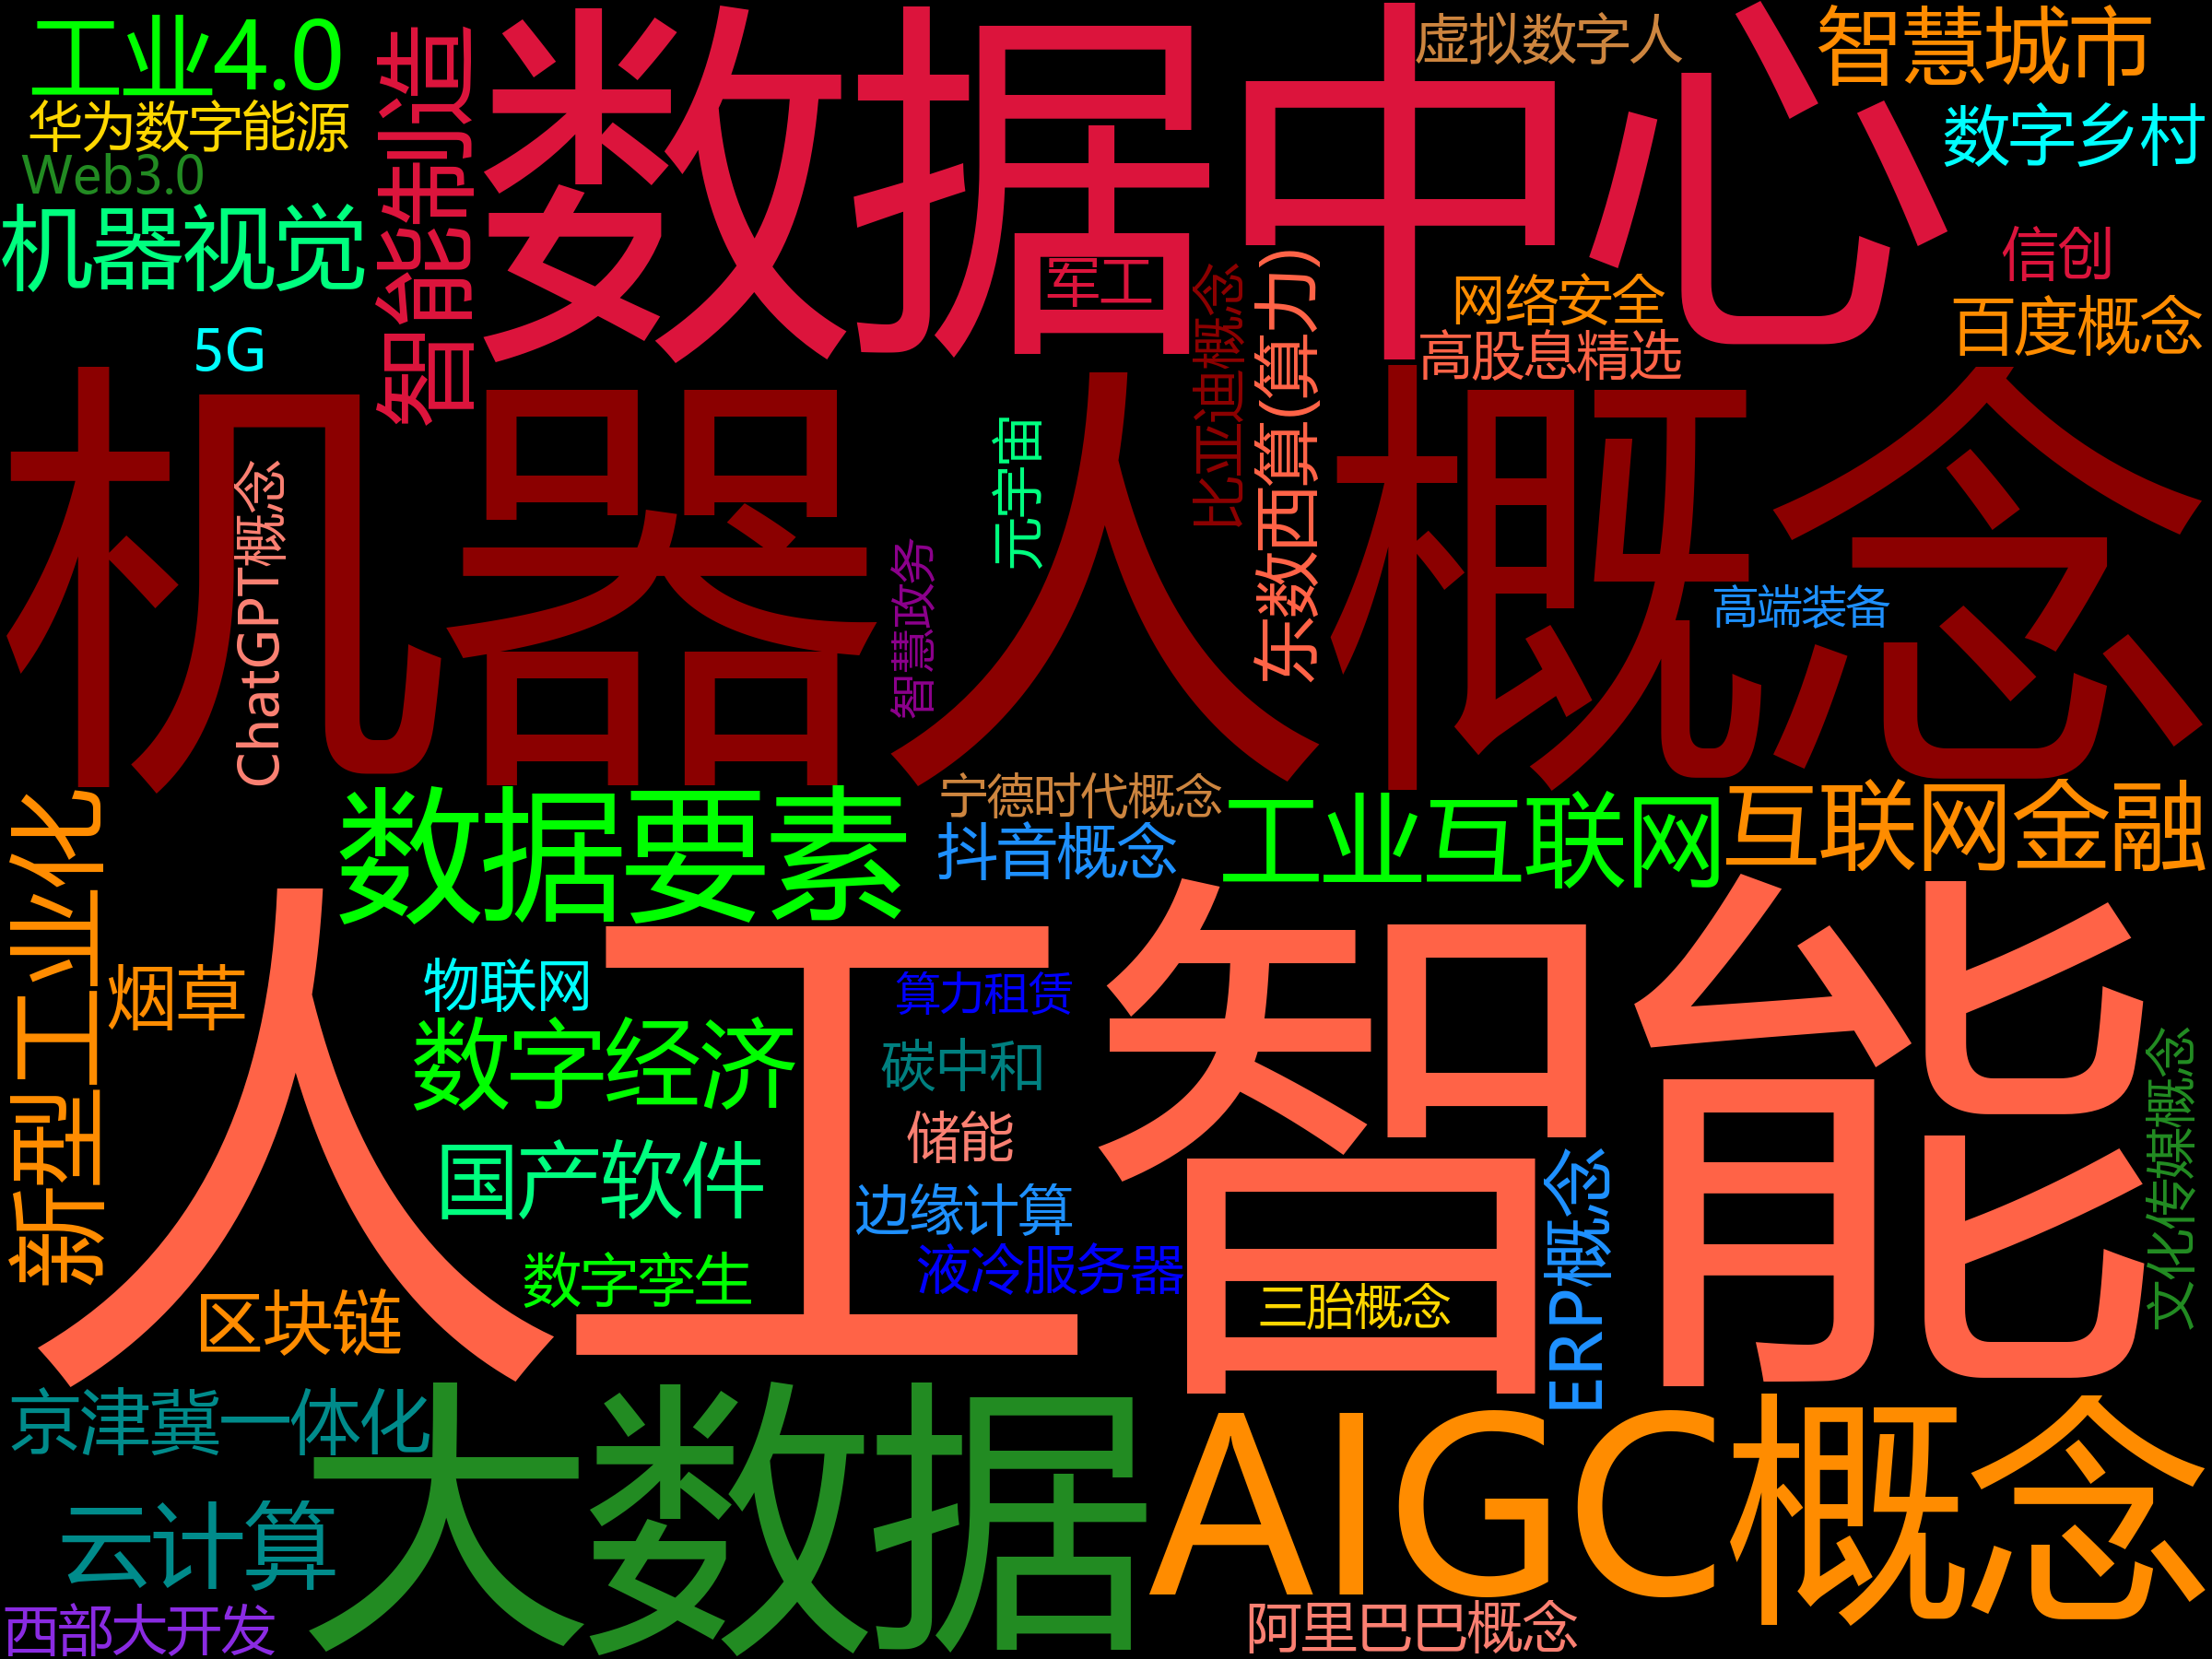 工业4.0
华为数字能源
Web3.0
机器视觉
5G
智能制造
数据中心
军工
虚拟数字人
智慧城市
数字乡村
信创
百度概念
网络安全
高股息精选
比亚迪概念
东数西算(算力)
元宇宙
智慧政务
ChatGPT概念
机器人概念
高端装备
宁德时代概念
抖音概念
数据要素
工业互联网
互联网金融
新型工业化
烟草
人工智能
物联网
数字经济
国产软件
数字孪生
算力租赁
碳中和
储能
边缘计算
液冷服务器
三胎概念
ERP概念
文化传媒概念
区块链
京津冀一体化
云计算
西部大开发
大数据
AIGC概念
阿里巴巴概念